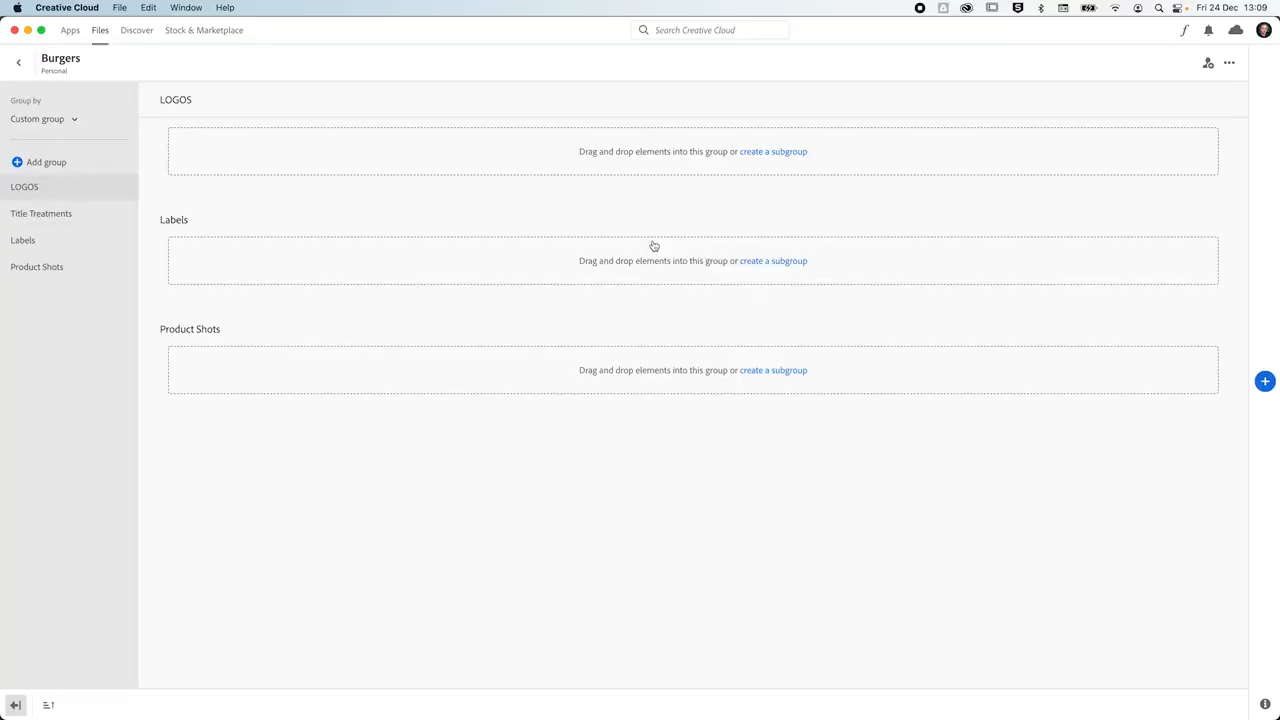 Creative Cloud File Edit Window Help Fri 24 Dec 13:09
Apps Files Discover Stock & Marketplace Search Creative Cloud
Burgers
Personal
Group by
Custom group
Add group
LOGOS
Title Treatments
Labels
Product Shots
LOGOS
Drag and drop elements into this group or create a subgroup
Labels
Drag and drop elements into this group or create a subgroup
Product Shots
Drag and drop elements into this group or create a subgroup